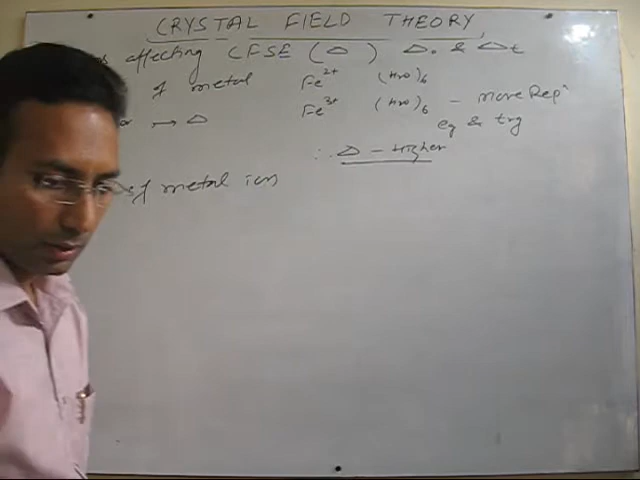 CRYSTAL FIELD THEORY
affecting CFSE (Δ) Δo & Δt
of metal Fe2+ (H2O)6
Fe3+ (H2O)6 - more Repn
→ Δ eg & t2g
∴ Δ - Higher
of metal ion